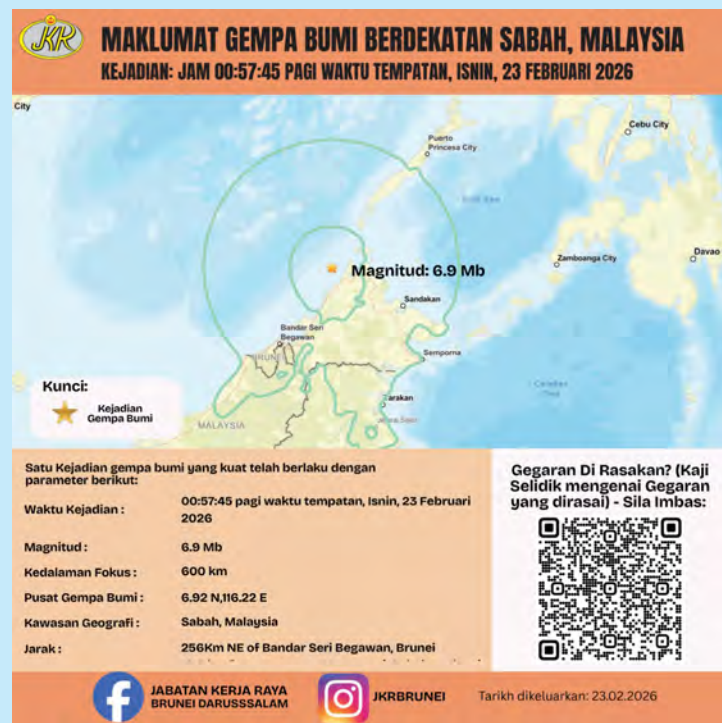 JKR
MAKLUMAT GEMPA BUMI BERDEKATAN SABAH, MALAYSIA
KEJADIAN: JAM 00:57:45 PAGI WAKTU TEMPATAN, ISNIN, 23 FEBRUARI 2026
City
Cebu City
Puerto
Princesa City
Sulu Sea
Davao
Zamboanga City
Magnitud: 6.9 Mb
Sandakan
Bandar Seri
Begawan
BRUNEI
Semporna
Celebes
Sea
Tarakan
MALAYSIA
Kunci:
Kejadian
Gempa Bumi
Satu Kejadian gempa bumi yang kuat telah berlaku dengan
parameter berikut:
Waktu Kejadian :
00:57:45 pagi waktu tempatan, Isnin, 23 Februari
2026
Magnitud :
6.9 Mb
Kedalaman Fokus :
600 km
Pusat Gempa Bumi :
6.92 N,116.22 E
Kawasan Geografi :
Sabah, Malaysia
Jarak :
256Km NE of Bandar Seri Begawan, Brunei
Gegaran Di Rasakan? (Kaji
Selidik mengenai Gegaran
yang dirasai) - Sila Imbas:
JABATAN KERJA RAYA
BRUNEI DARUSSSALAM
JKRBRUNEI
Tarikh dikeluarkan: 23.02.2026